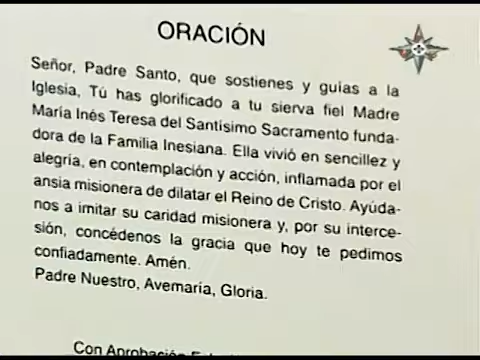 ORACIÓN
Señor, Padre Santo, que sostienes y guías a la
Iglesia, Tú has glorificado a tu sierva fiel Madre
María Inés Teresa del Santísimo Sacramento funda-
dora de la Familia Inesiana. Ella vivió en sencillez y
alegría, en contemplación y acción, inflamada por el
ansia misionera de dilatar el Reino de Cristo. Ayúda-
nos a imitar su caridad misionera y, por su interce-
sión, concédenos la gracia que hoy te pedimos
confiadamente. Amén.
Padre Nuestro, Avemaría, Gloria.
Con Aprobación